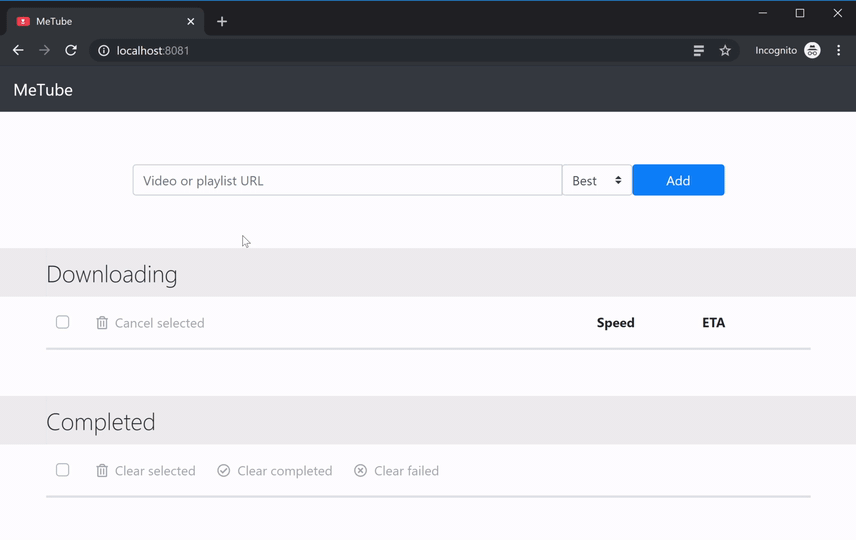 MeTube
localhost:8081
Incognito
MeTube
Video or playlist URL
Best
Add
Downloading
Cancel selected
Speed
ETA
Completed
Clear selected
Clear completed
Clear failed